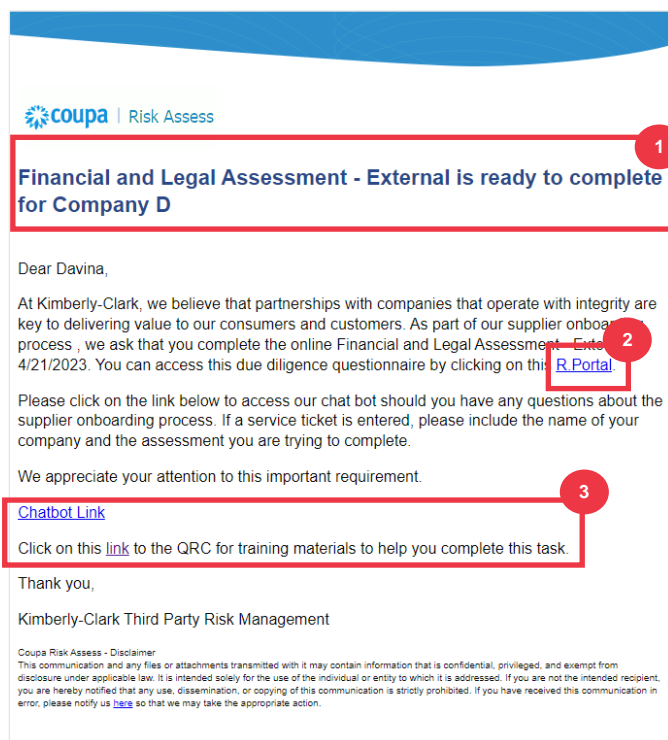 coupa | Risk Assess
1
Financial and Legal Assessment - External is ready to complete
for Company D
Dear Davina,
At Kimberly-Clark, we believe that partnerships with companies that operate with integrity are
key to delivering value to our consumers and customers. As part of our supplier
process , we ask that you complete the online Financial and Legal Assessment -
2
4/21/2023. You can access this due diligence questionnaire by clicking on this R.Portal.
Please click on the link below to access our chat bot should you have any questions about the
supplier onboarding process. If a service ticket is entered, please include the name of your
company and the assessment you are trying to complete.
We appreciate your attention to this important requirement.
3
Chatbot Link
Click on this link to the QRC for training materials to help you complete this task.
Thank you,
Kimberly-Clark Third Party Risk Management
Coupa Risk Assess - Disclaimer
This communication and any files or attachments transmitted with it may contain information that is confidential, privileged, and exempt from
disclosure under applicable law. It is intended solely for the use of the individual or entity to which it is addressed. If you are not the intended recipient,
you are hereby notified that any use, dissemination, or copying of this communication is strictly prohibited. If you have received this communication in
error, please notify us here so that we may take the appropriate action.